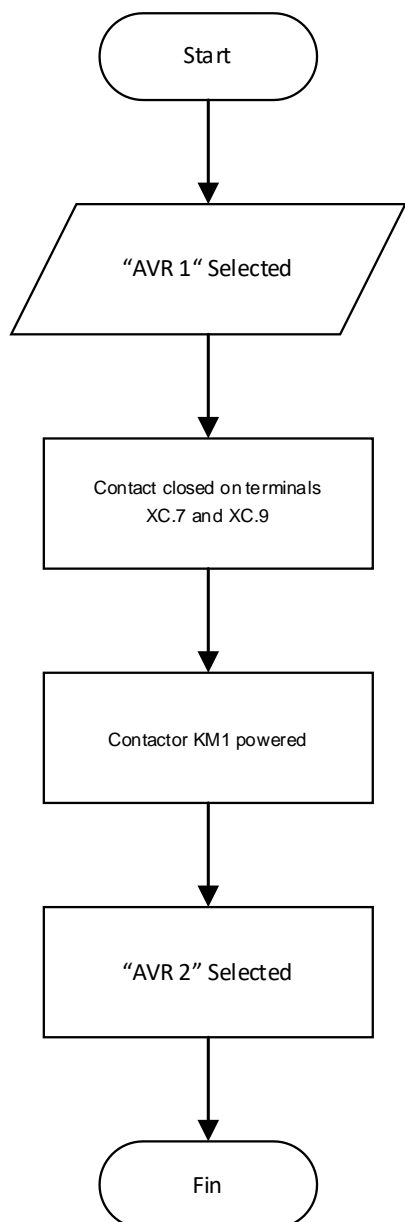 Start
“AVR 1“ Selected
Contact closed on terminals
XC.7 and XC.9
Contactor KM1 powered
“AVR 2” Selected
Fin